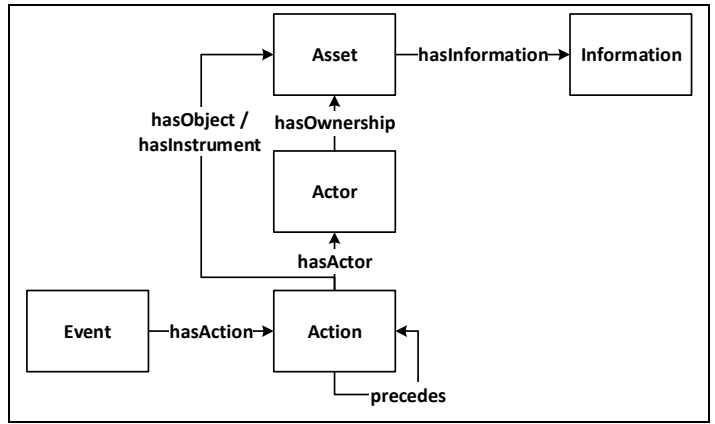 Asset
hasInformation
Information
hasObject /
hasInstrument
hasOwnership
Actor
hasActor
Event
hasAction
Action
precedes